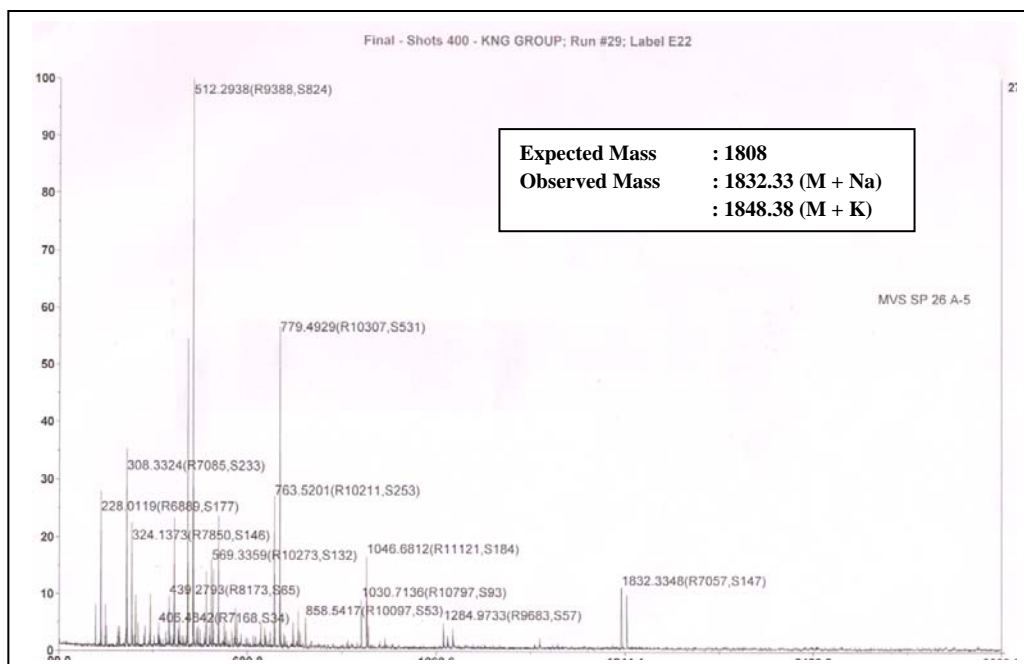 Final - Shots 400 - KNG GROUP; Run #29; Label E22
100
27
512.2938(R9388,S824)
90
Expected Mass : 1808
Observed Mass : 1832.33 (M + Na)
: 1848.38 (M + K)
80
70
MVS SP 26 A-5
60
779.4929(R10307,S531)
50
40
308.3324(R7085,S233)
30
763.5201(R10211,S253)
228.0119(R6889,S177)
324.1373(R7850,S146)
20
1046.6812(R11121,S184)
569.3359(R10273,S132)
1832.3348(R7057,S147)
439.2793(R8173,S65)
1030.7136(R10797,S93)
10
858.5417(R10097,S53)
1284.9733(R9683,S57)
0